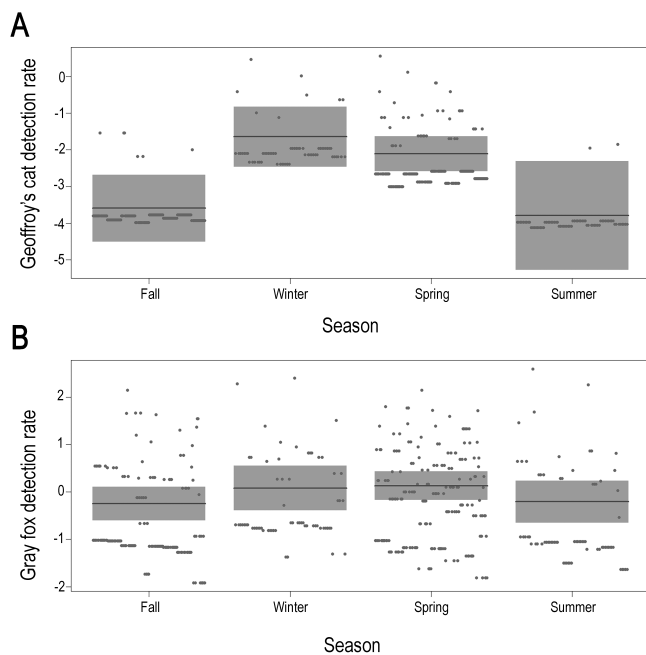 A
Geoffroy's cat detection rate
0
-1
-2
-3
-4
-5
Fall Winter Spring Summer
Season
B
Gray fox detection rate
2
1
0
-1
-2
Fall Winter Spring Summer
Season